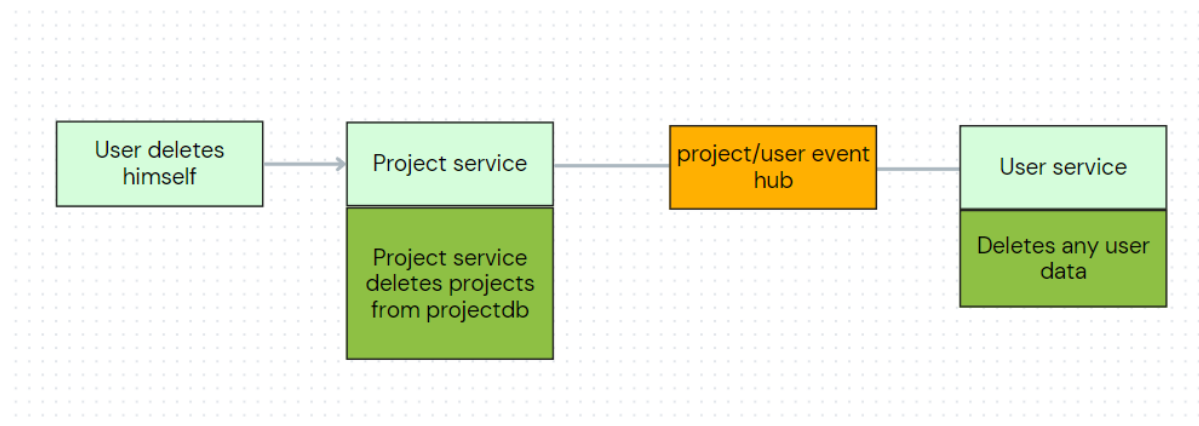 User deletes
himself
Project service
Project service
deletes projects
from projectdb
project/user event
hub
User service
Deletes any user
data